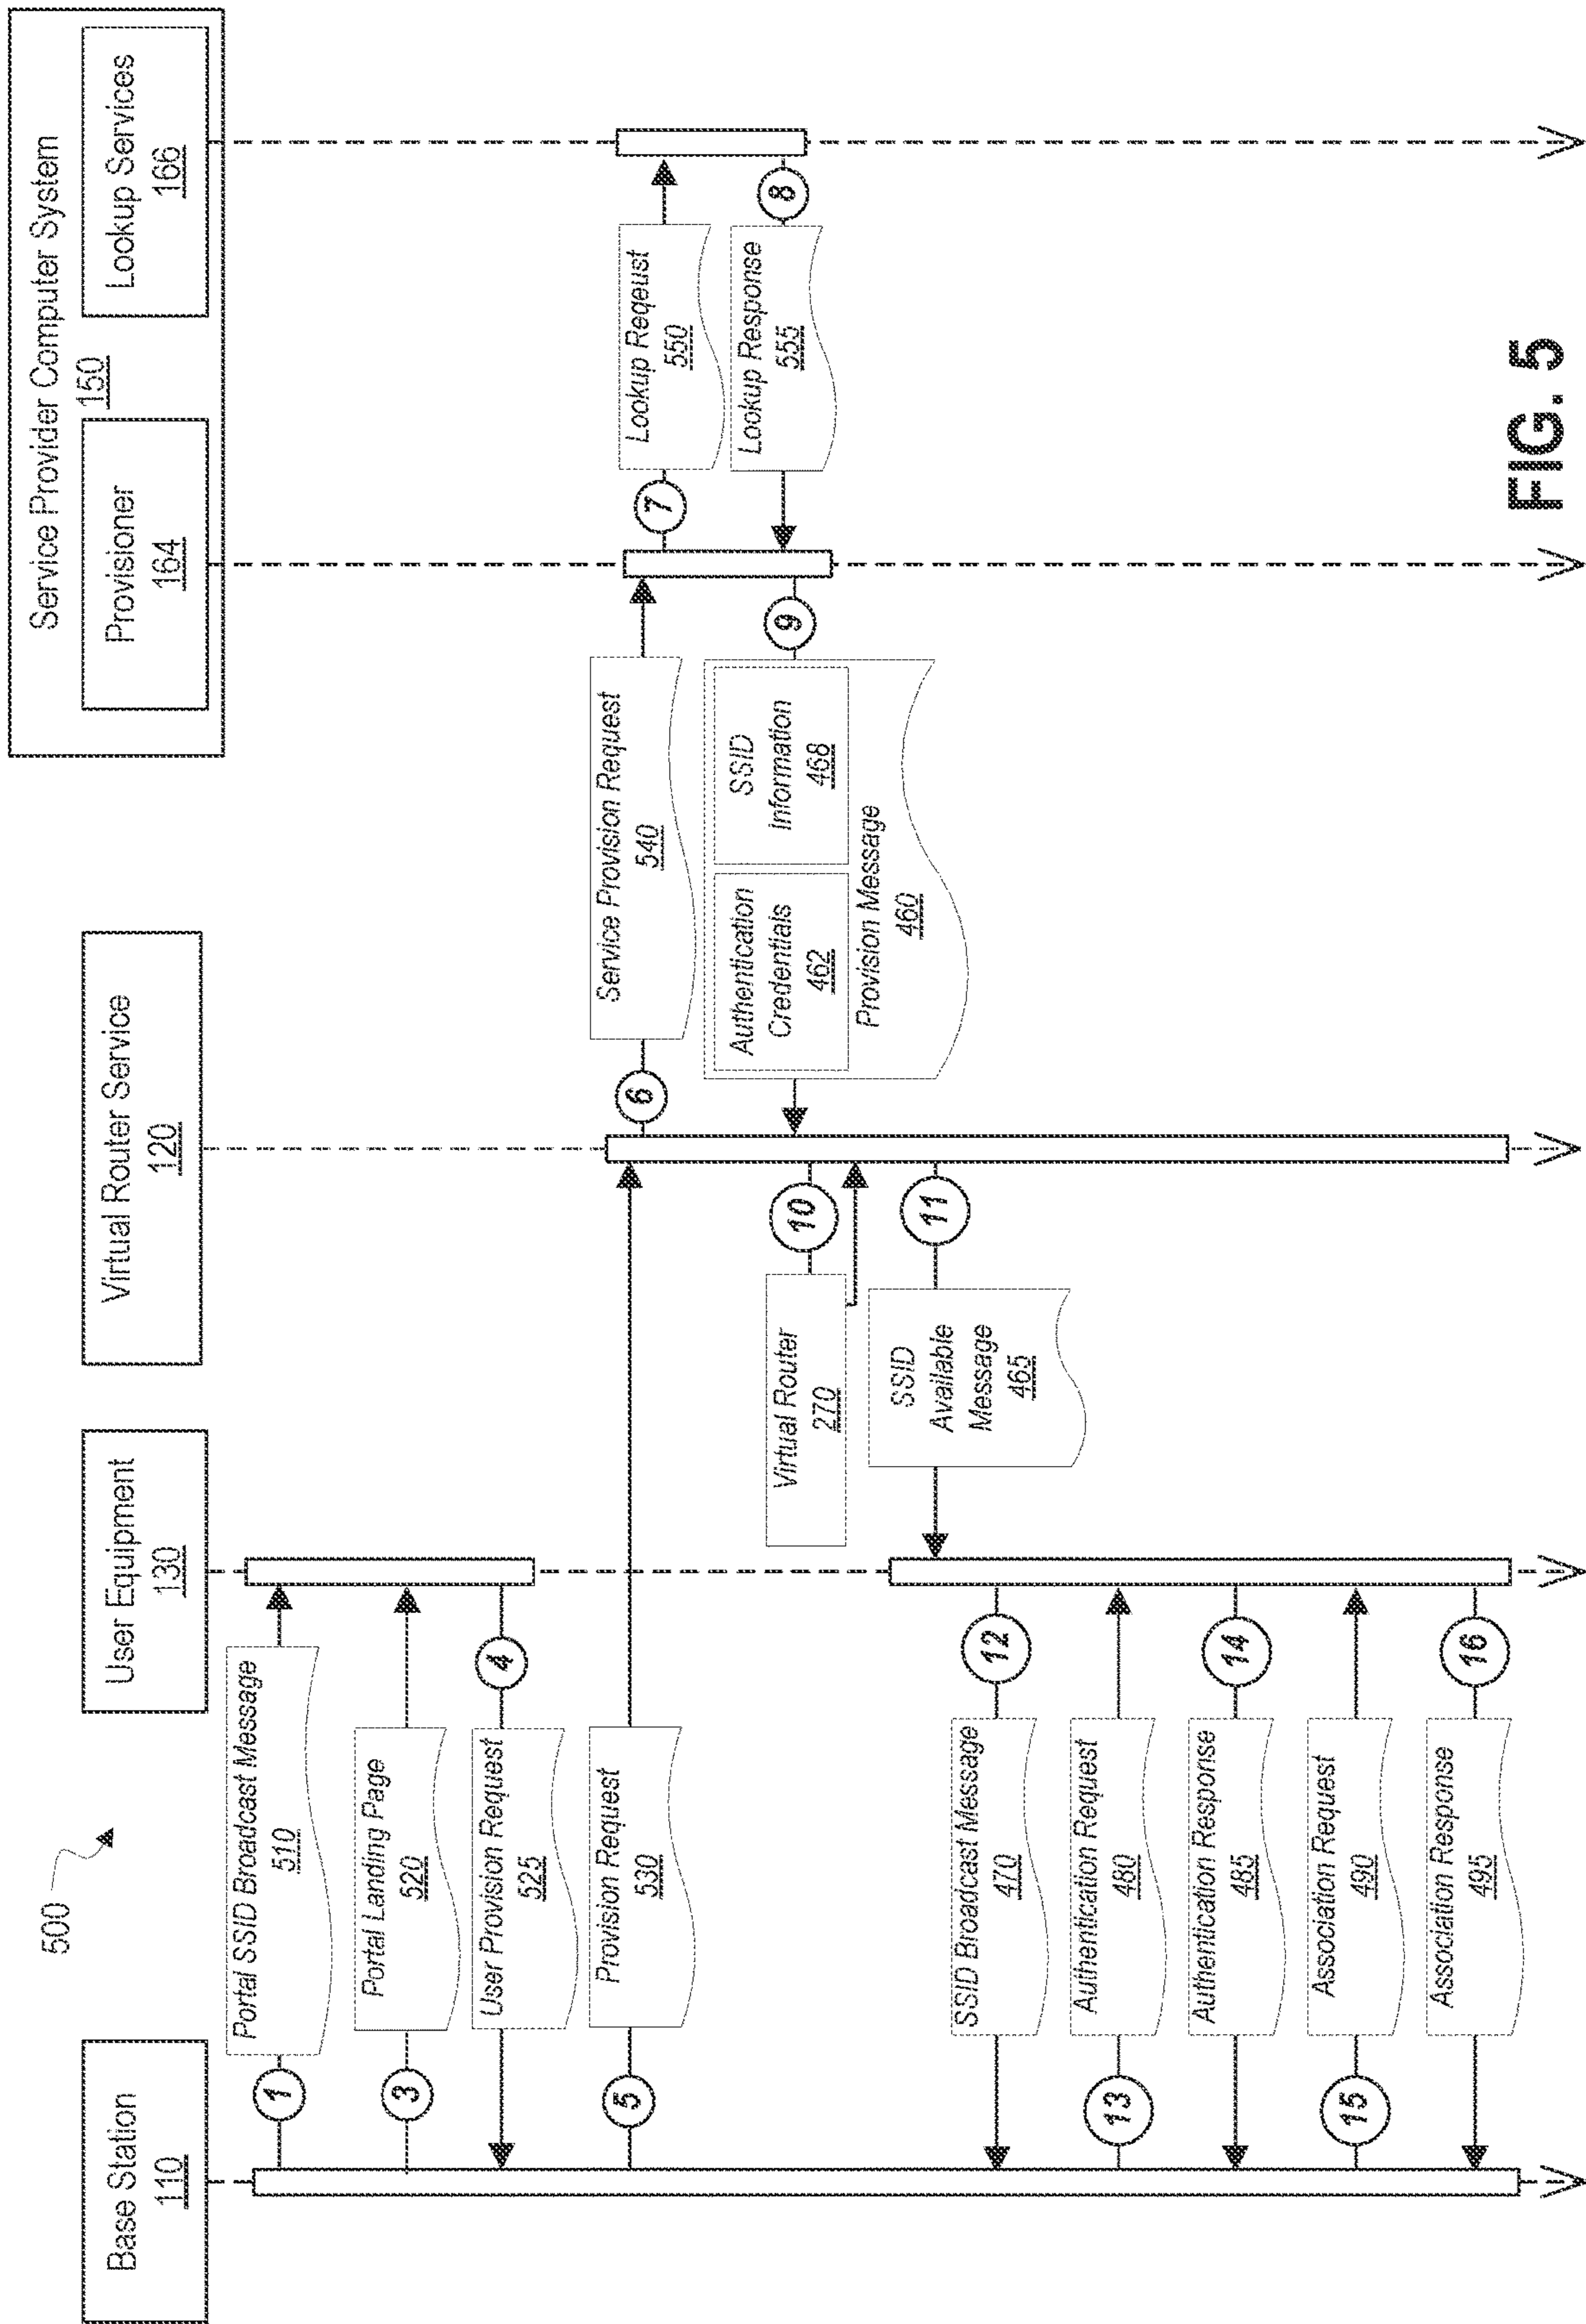 500
Base Station
110
User Equipment
130
Virtual Router Service
120
Service Provider Computer System
150
Provisioner
164
Lookup Services
166
1
Portal SSID Broadcast Message
510
3
Portal Landing Page
520
4
User Provision Request
525
5
Provision Request
530
6
Service Provision Request
540
7
Lookup Reqeust
550
8
Lookup Response
555
9
Authentication
Credentials
462
SSID
Information
468
Provision Message
460
10
Virtual Router
270
11
SSID
Available
Message
465
12
SSID Broadcast Message
470
13
Authentication Request
480
14
Authentication Response
485
15
Association Request
490
16
Association Response
495
FIG. 5